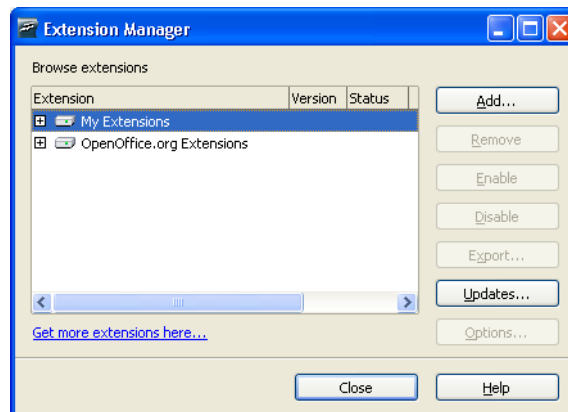 Extension Manager
Browse extensions
Extension Version Status
My Extensions
OpenOffice.org Extensions
Add...
Remove
Enable
Disable
Export...
Updates...
Options...
Get more extensions here...
Close
Help